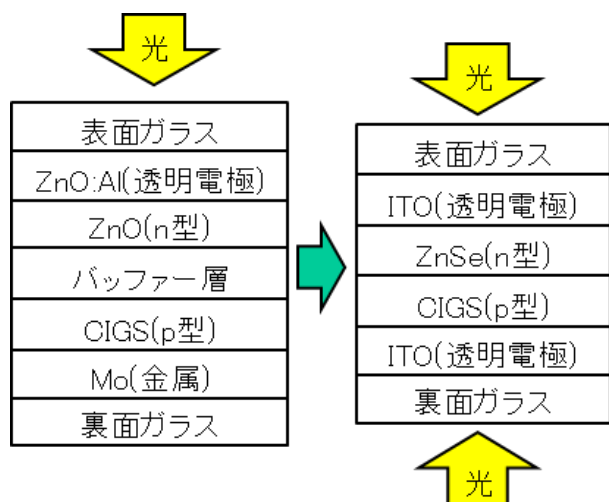 光
表面ガラス
ZnO:Al(透明電極)
ZnO(n型)
バッファー層
CIGS(p型)
Mo(金属)
裏面ガラス
光
表面ガラス
ITO(透明電極)
ZnSe(n型)
CIGS(p型)
ITO(透明電極)
裏面ガラス
光